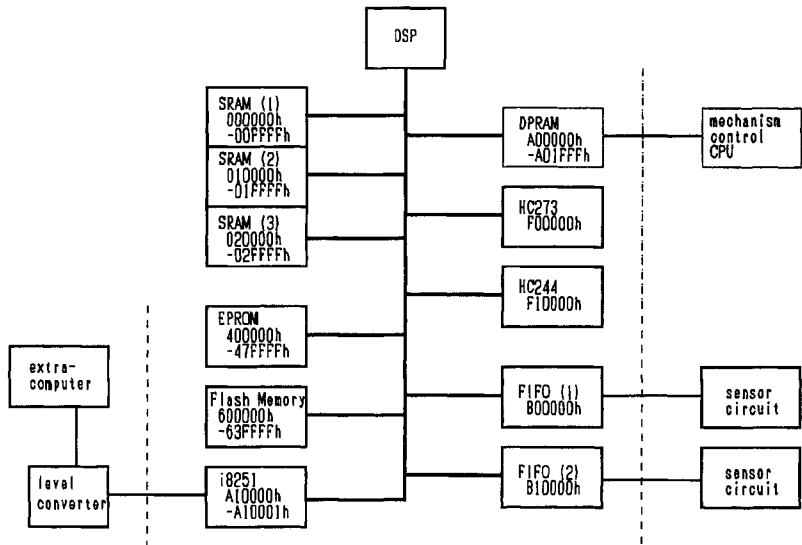 DSP
SRAM (1)
000000h
-00FFFFh
SRAM (2)
010000h
-01FFFFh
SRAM (3)
020000h
-02FFFFh
EPROM
400000h
-47FFFFh
Flash Memory
600000h
-63FFFFh
i8251
A10000h
-A10001h
extra-
computer
level
converter
DPRAM
A00000h
-A01FFFh
HC273
F00000h
HC244
F10000h
FIFO (1)
B00000h
FIFO (2)
B10000h
mechanism
control
CPU
sensor
circuit
sensor
circuit